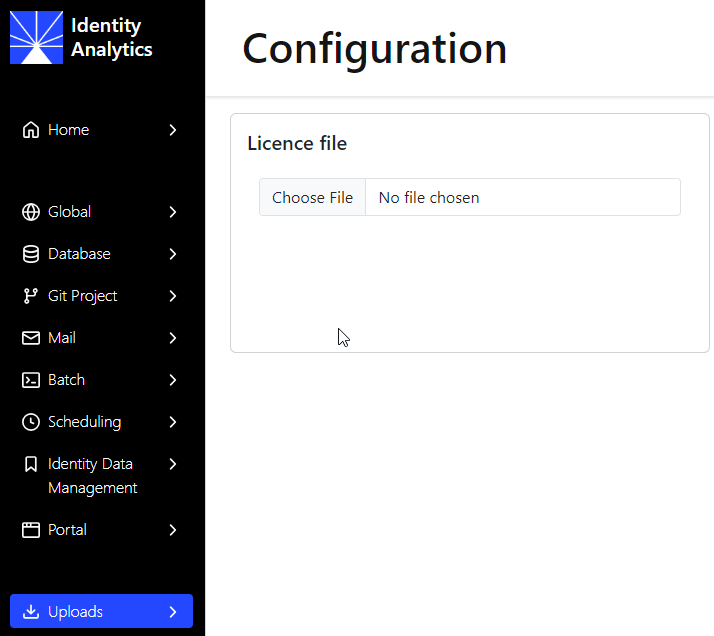 Identity
Analytics
Configuration
Home
Licence file
Choose File No file chosen
Global
Database
Git Project
Mail
Batch
Scheduling
Identity Data
Management
Portal
Uploads